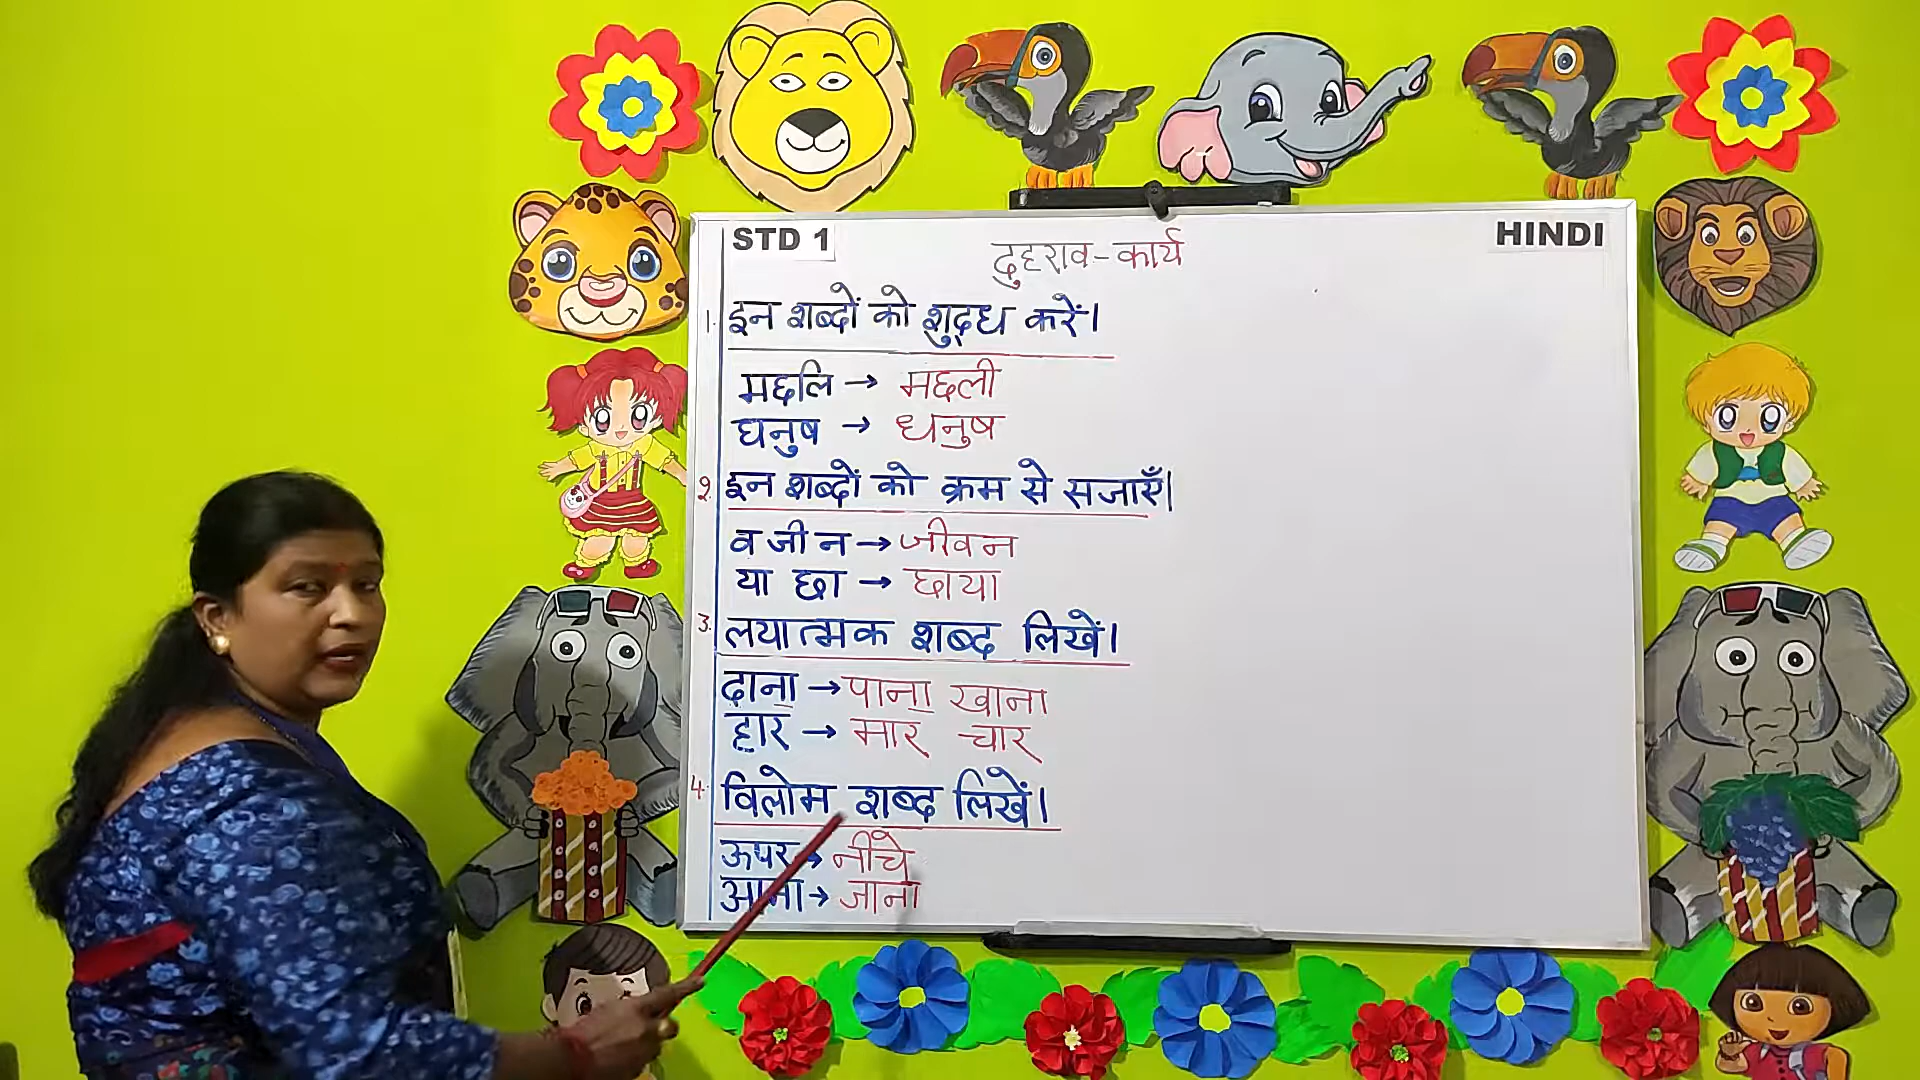 STD 1
HINDI
दुहराव-कार्य
1. इन शब्दों को शुद्ध करें।
मछलि → मछली
घनुष → धनुष
2. इन शब्दों को क्रम से सजाएँ।
व जी न → जीवन
या छा → छाया
3. लयात्मक शब्द लिखें।
दाना → पाना खाना
हार → मार चार
4. विलोम शब्द लिखें।
ऊपर → नीचे
आना → जाना